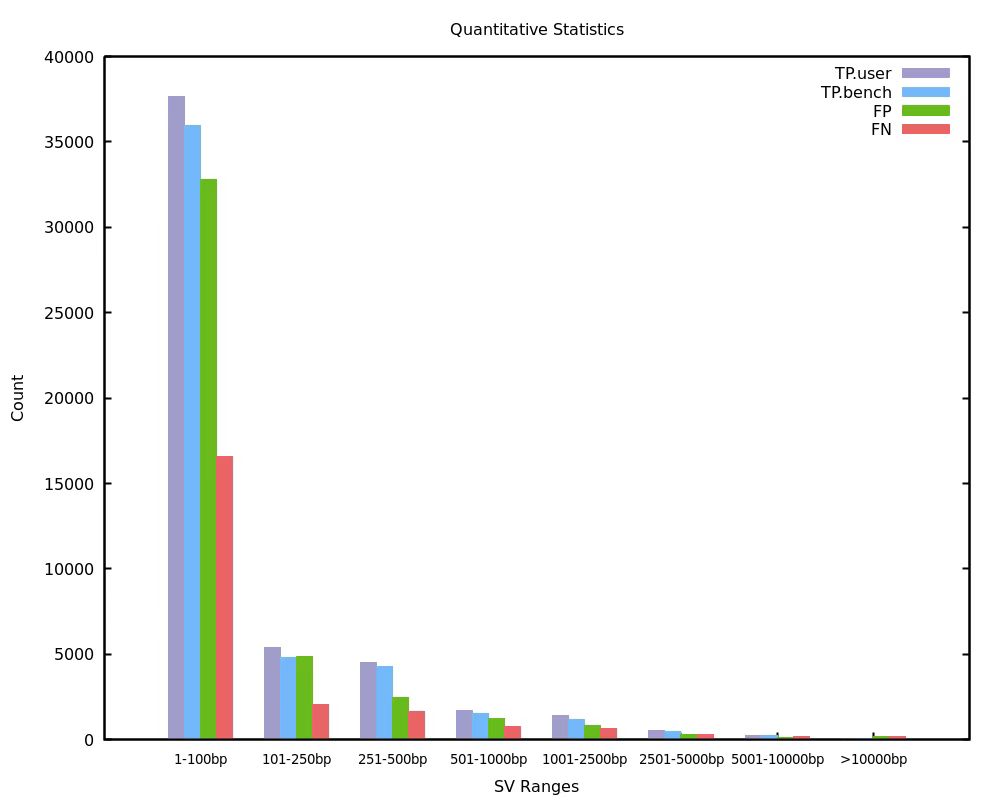 Quantitative Statistics
40000
35000
30000
25000
20000
15000
10000
5000
0
Count
TP.user
TP.bench
FP
FN
1-100bp 101-250bp 251-500bp 501-1000bp 1001-2500bp 2501-5000bp 5001-10000bp >10000bp
SV Ranges